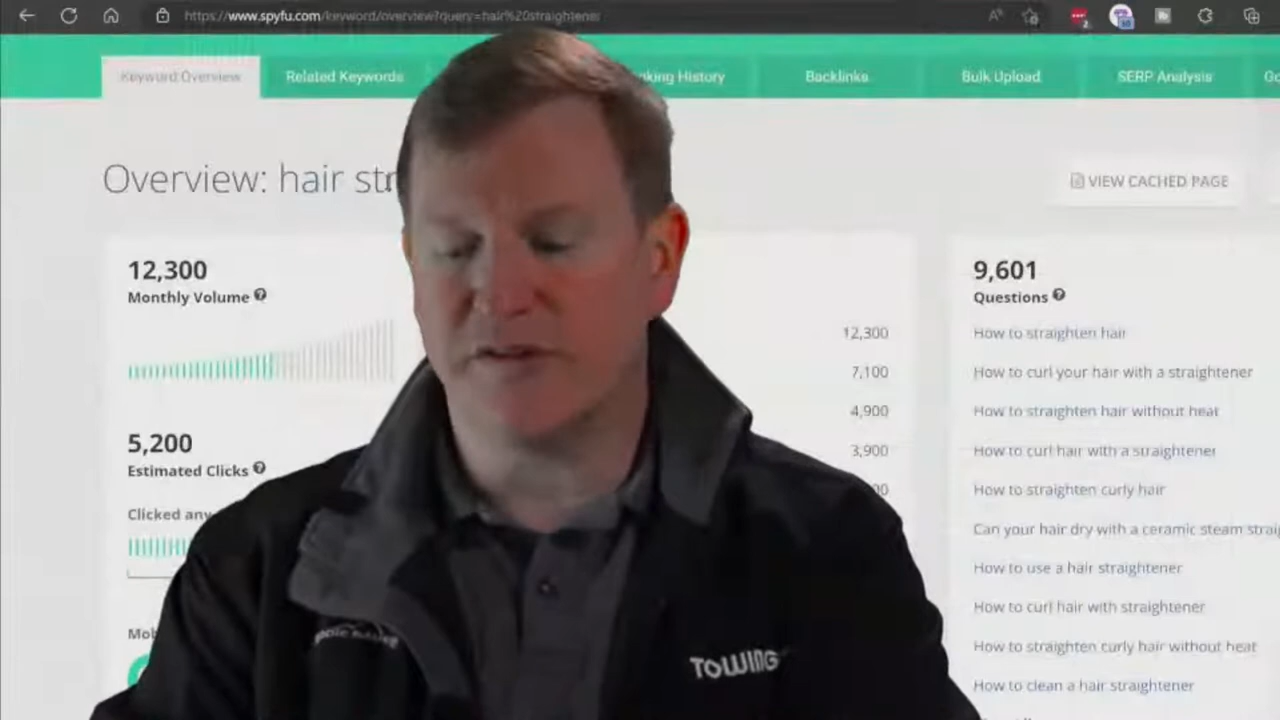 https://www.spyfu.com/keyword/overview?query=hair%20straightener
Keyword Overview
Related Keywords
nking History
Backlinks
Bulk Upload
SERP Analysis
Go
Overview: hair str
VIEW CACHED PAGE
12,300
Monthly Volume
5,200
Estimated Clicks
Clicked any
Mob
12,300
7,100
4,900
3,900
00
9,601
Questions
How to straighten hair
How to curl your hair with a straightener
How to straighten hair without heat
How to curl hair with a straightener
How to straighten curly hair
Can your hair dry with a ceramic steam straig
How to use a hair straightener
How to curl hair with straightener
How to straighten curly hair without heat
How to clean a hair straightener
TOWING